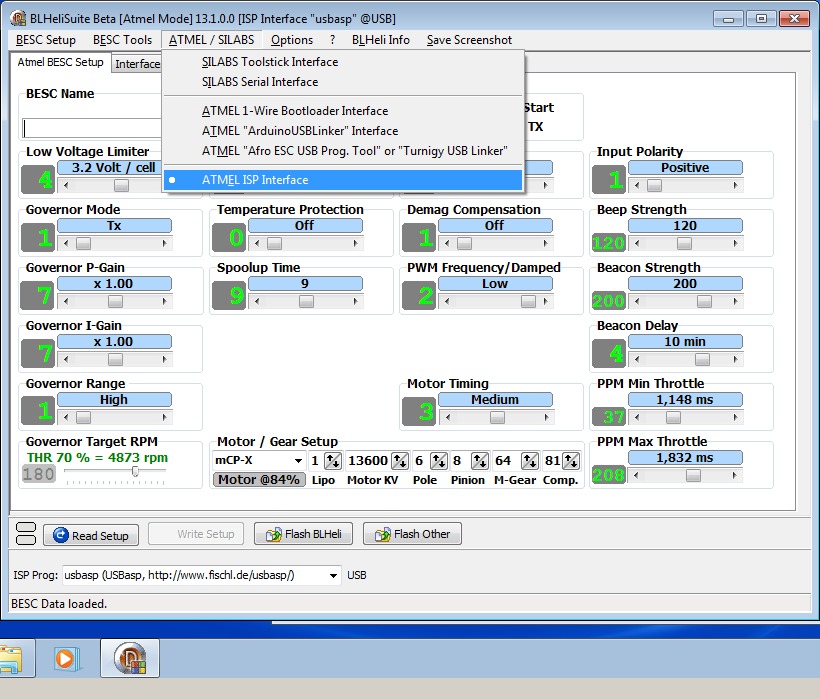 BLHeliSuite Beta [Atmel Mode] 13.1.0.0 [ISP Interface "usbasp" @USB]
BESC Setup BESC Tools ATMEL / SILABS Options ? BLHeli Info Save Screenshot
Atmel BESC Setup Interface
SILABS Toolstick Interface
SILABS Serial Interface
ATMEL 1-Wire Bootloader Interface
ATMEL "ArduinoUSBLinker" Interface
ATMEL "Afro ESC USB Prog. Tool" or "Turnigy USB Linker"
ATMEL ISP Interface
BESC Name
Start
TX
Low Voltage Limiter Input Polarity
4 3.2 Volt / cell 1 Positive
Governor Mode Temperature Protection Demag Compensation Beep Strength
1 Tx 0 Off 1 Off 120 120
Governor P-Gain Spoolup Time PWM Frequency/Damped Beacon Strength
7 x 1.00 9 9 2 Low 200 200
Governor I-Gain Beacon Delay
7 x 1.00 4 10 min
Governor Range Motor Timing PPM Min Throttle
1 High 3 Medium 37 1,148 ms
Governor Target RPM Motor / Gear Setup PPM Max Throttle
THR 70 % = 4873 rpm mCP-X 1 13600 6 8 64 81 1,832 ms
180 Motor @84% Lipo Motor KV Pole Pinion M-Gear Comp. 208
Read Setup Write Setup Flash BLHeli Flash Other
ISP Prog: usbasp (USBasp, http://www.fischl.de/usbasp/) USB
BESC Data loaded.